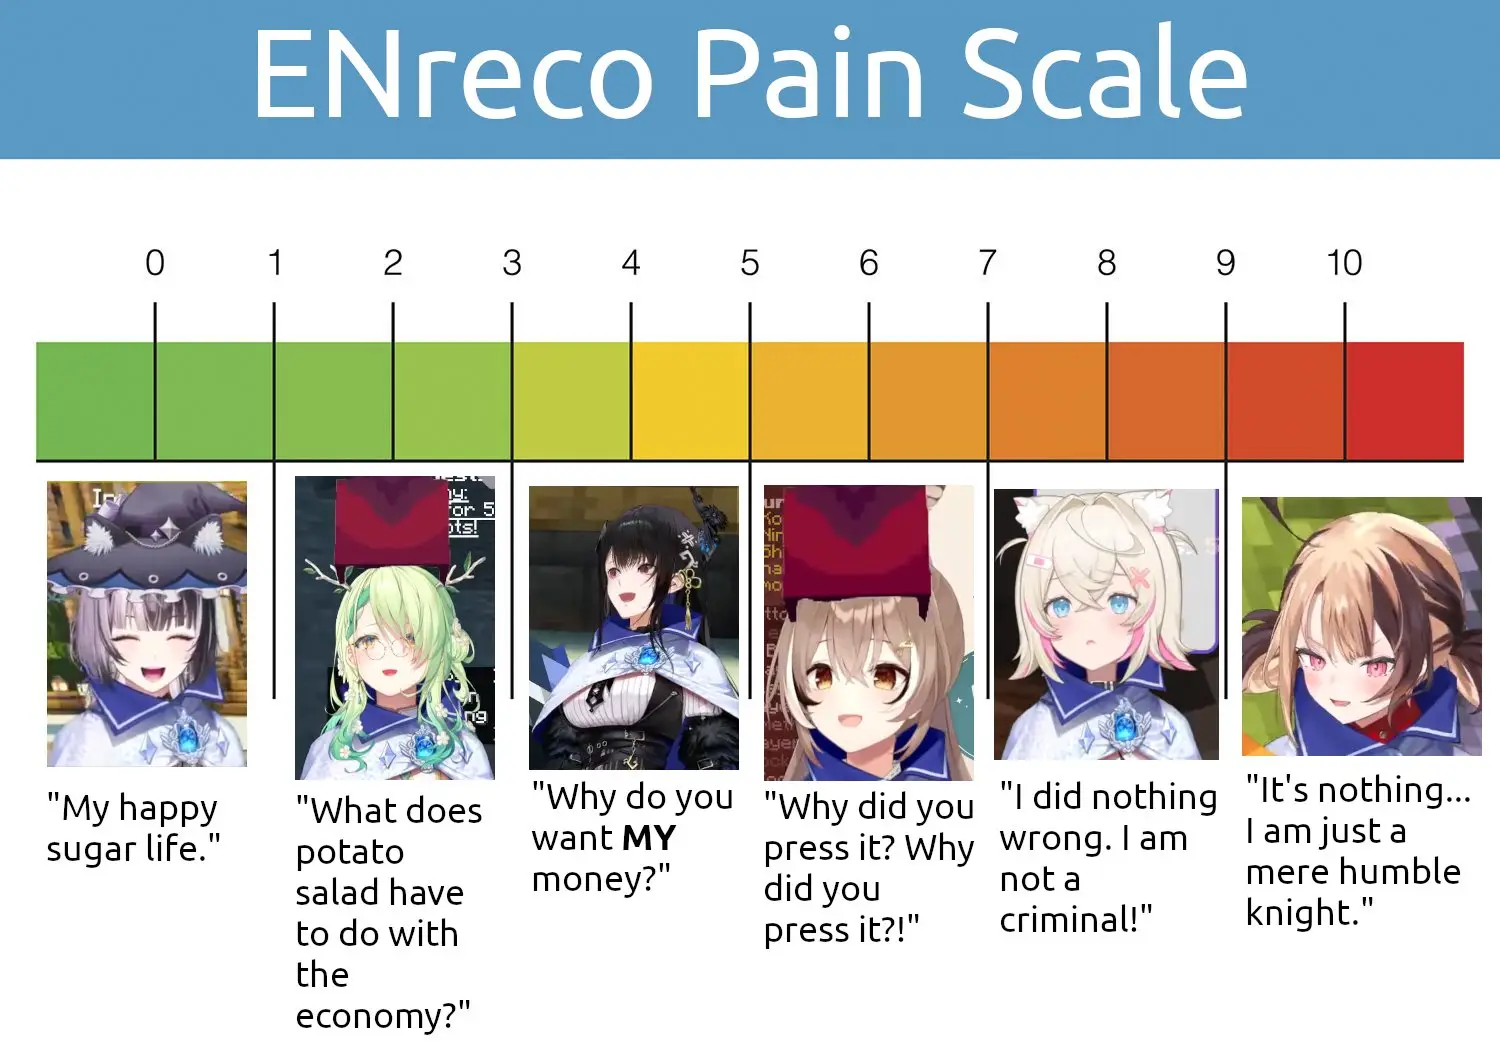 ENreco Pain Scale
0 1 2 3 4 5 6 7 8 9 10
"My happy
sugar life."
For 5
"What does
potato
salad have
to do with
the
economy?"
"Why do you
want MY
money?"
"Why did you
press it? Why
did you
press it?!"
"I did nothing
wrong. I am
not a
criminal!"
"It's nothing...
I am just a
mere humble
knight."